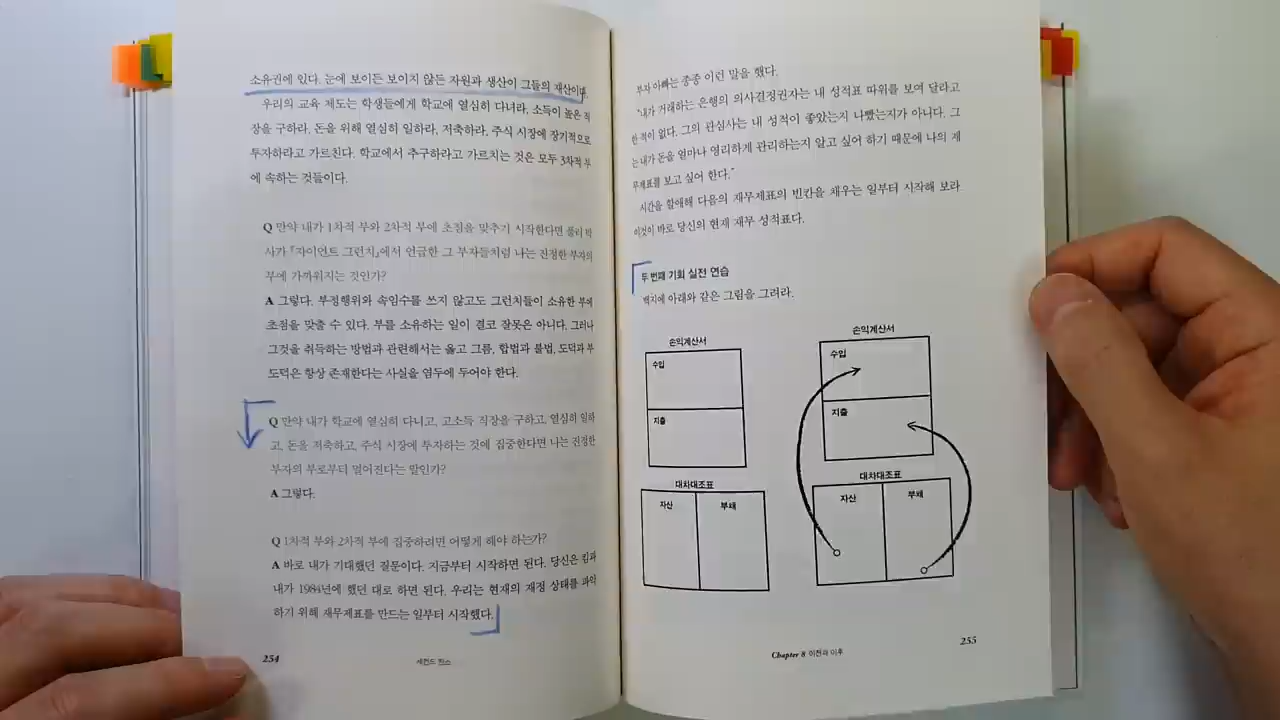 소유권에 있다. 눈에 보이든 보이지 않든 자원과 생산이 그들의 재산이다.
우리의 교육 제도는 학생들에게 학교에 열심히 다녀라, 소득이 높은 직
장을 구하라, 돈을 위해 열심히 일하라, 저축하라, 주식 시장에 장기적으로
투자하라고 가르친다. 학교에서 추구하라고 가르치는 것은 모두 3차적 부
에 속하는 것들이다.
Q 만약 내가 1차적 부와 2차적 부에 초점을 맞추기 시작한다면 풀러 박
사가 『자이언트 그런치』에서 언급한 그 부자들처럼 나는 진정한 부자의
부에 가까워지는 것인가?
A 그렇다. 부정행위와 속임수를 쓰지 않고도 그런치들이 소유한 부에
초점을 맞출 수 있다. 부를 소유하는 일이 결코 잘못은 아니다. 그러나
그것을 취득하는 방법과 관련해서는 옳고 그름, 합법과 불법, 도덕과 부
도덕은 항상 존재한다는 사실을 염두에 두어야 한다.
Q 만약 내가 학교에 열심히 다니고, 고소득 직장을 구하고, 열심히 일하
고, 돈을 저축하고, 주식 시장에 투자하는 것에 집중한다면 나는 진정한
부자의 부로부터 멀어진다는 말인가?
A 그렇다.
Q 1차적 부와 2차적 부에 집중하려면 어떻게 해야 하는가?
A 바로 내가 기대했던 질문이다. 지금부터 시작하면 된다. 당신은 킴과
내가 1984년에 했던 대로 하면 된다. 우리는 현재의 재정 상태를 파악
하기 위해 재무제표를 만드는 일부터 시작했다.
254
세컨드 찬스
부자 아빠는 종종 이런 말을 했다.
"내가 거래하는 은행의 의사결정권자는 내 성적표 따위를 보여 달라고
한 적이 없다. 그의 관심사는 내 성적이 좋았는지 나빴는지가 아니다. 그
는 내가 돈을 얼마나 영리하게 관리하는지 알고 싶어 하기 때문에 나의 재
무제표를 보고 싶어 한다."
시간을 할애해 다음의 재무제표의 빈칸을 채우는 일부터 시작해 보라
이것이 바로 당신의 현재 재무 성적표다.
두 번째 기회 실전 연습
백지에 아래와 같은 그림을 그려라.
손익계산서
수입
지출
대차대조표
자산 부채
손익계산서
수입
지출
대차대조표
자산 부채
Chapter 8 이전과 이후
255